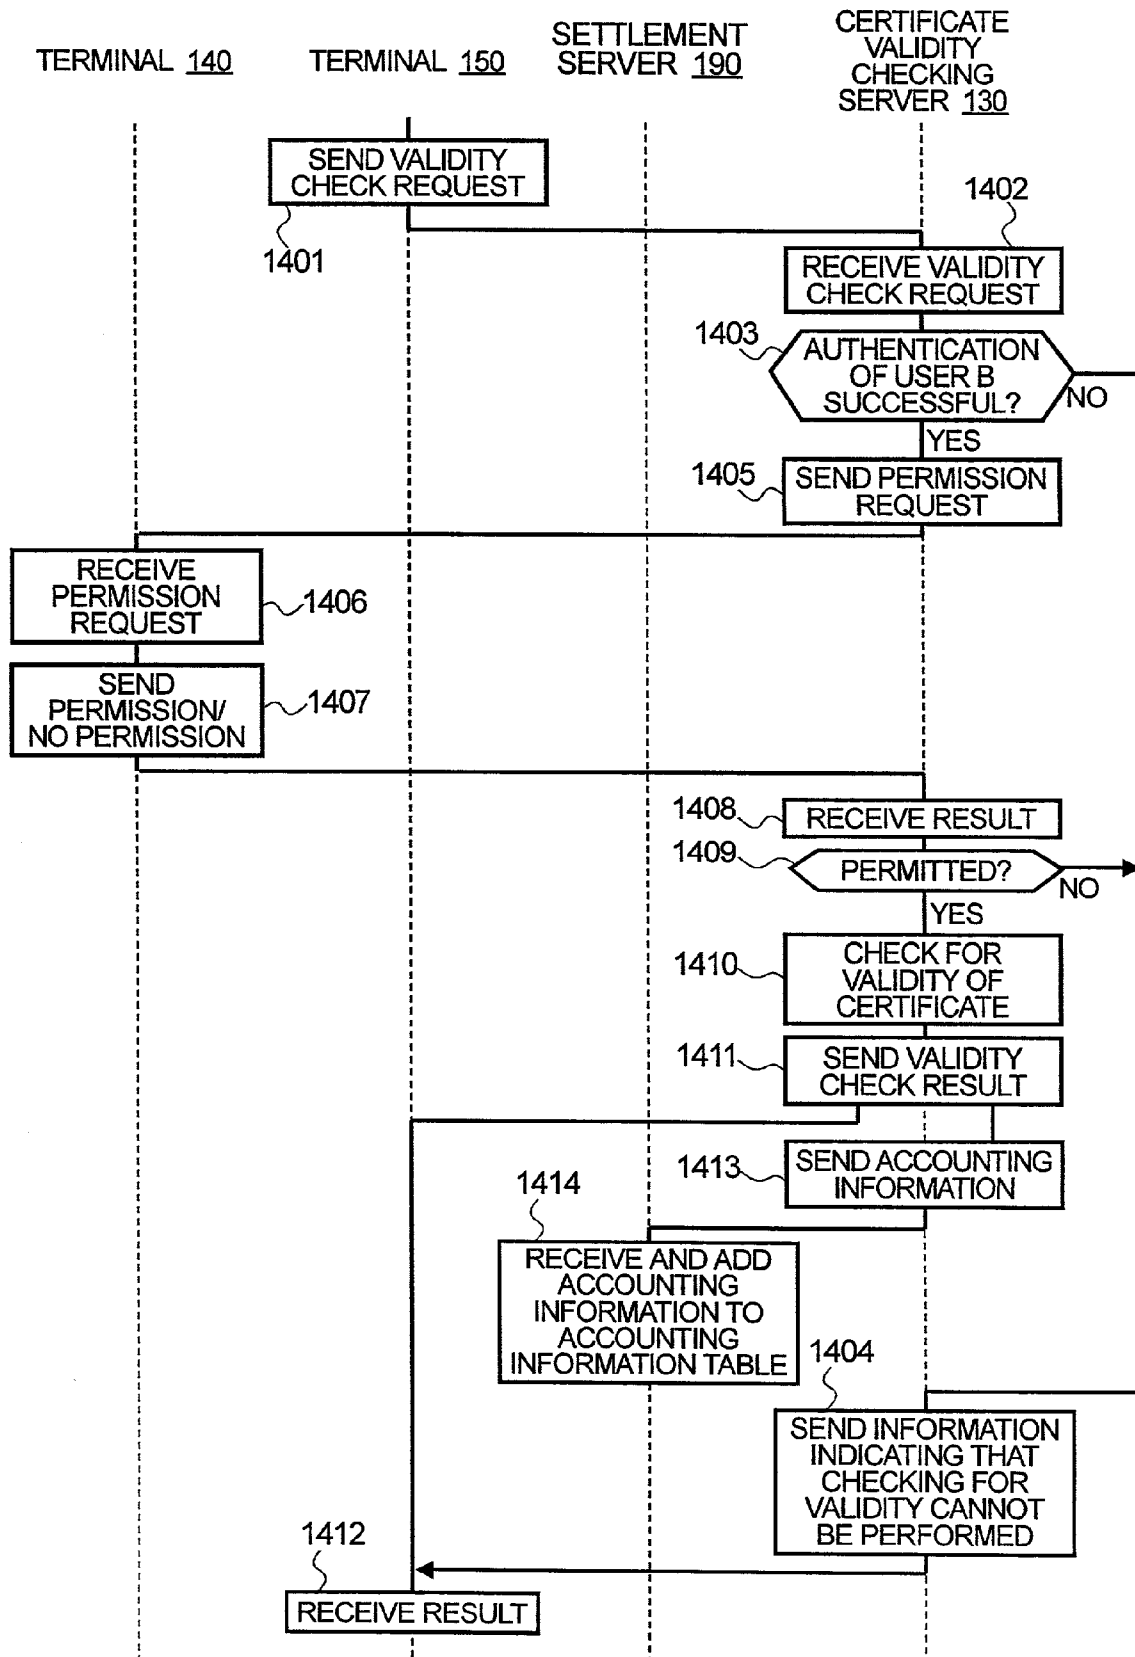 TERMINAL 140
TERMINAL 150
SETTLEMENT
SERVER 190
CERTIFICATE
VALIDITY
CHECKING
SERVER 130
SEND VALIDITY
CHECK REQUEST
1401
1402
RECEIVE VALIDITY
CHECK REQUEST
1403
AUTHENTICATION
OF USER B
SUCCESSFUL?
NO
YES
1405
SEND PERMISSION
REQUEST
RECEIVE
PERMISSION
REQUEST
1406
SEND
PERMISSION/
NO PERMISSION
1407
1408
RECEIVE RESULT
1409
PERMITTED?
NO
YES
1410
CHECK FOR
VALIDITY OF
CERTIFICATE
1411
SEND VALIDITY
CHECK RESULT
1413
SEND ACCOUNTING
INFORMATION
1414
RECEIVE AND ADD
ACCOUNTING
INFORMATION TO
ACCOUNTING
INFORMATION TABLE
1404
SEND INFORMATION
INDICATING THAT
CHECKING FOR
VALIDITY CANNOT
BE PERFORMED
1412
RECEIVE RESULT